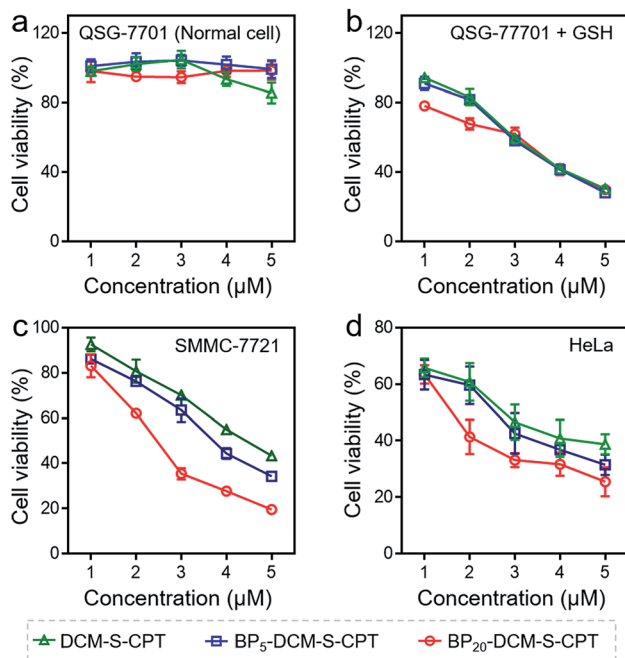 a QSG-7701 (Normal cell)
Cell viability (%)
120
80
40
0
1 2 3 4 5
Concentration (μM)
b QSG-77701 + GSH
Cell viability (%)
120
80
40
0
1 2 3 4 5
Concentration (μM)
c SMMC-7721
Cell viability (%)
100
80
60
40
20
0
1 2 3 4 5
Concentration (μM)
d HeLa
Cell viability (%)
80
60
40
20
0
1 2 3 4 5
Concentration (μM)
DCM-S-CPT BP₅-DCM-S-CPT BP₂₀-DCM-S-CPT